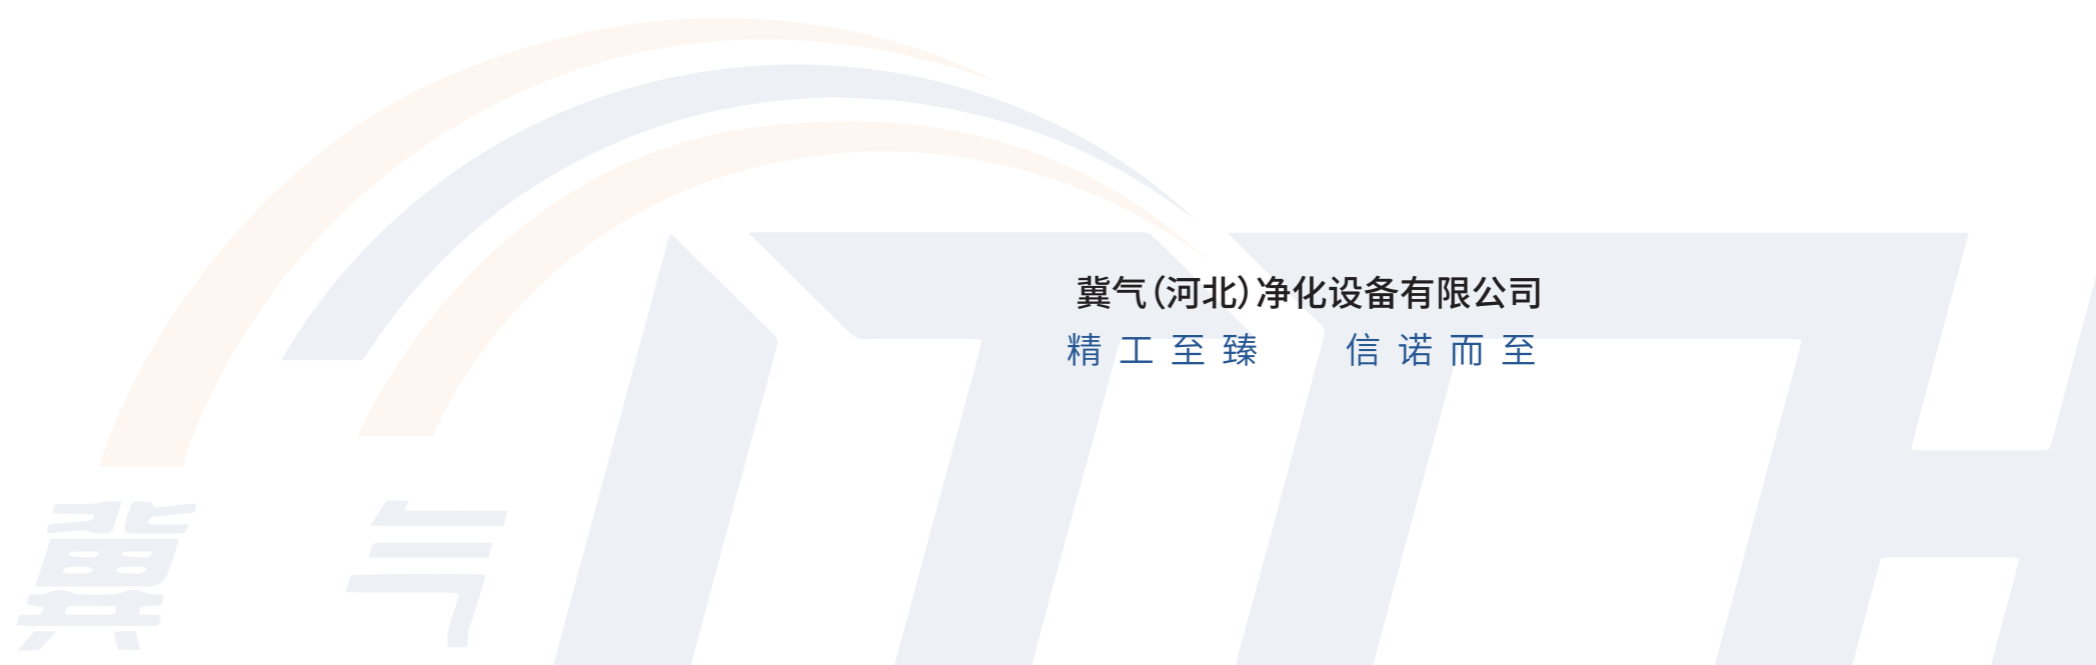 冀气(河北)净化设备有限公司
精工至臻 信诺而至
冀 气